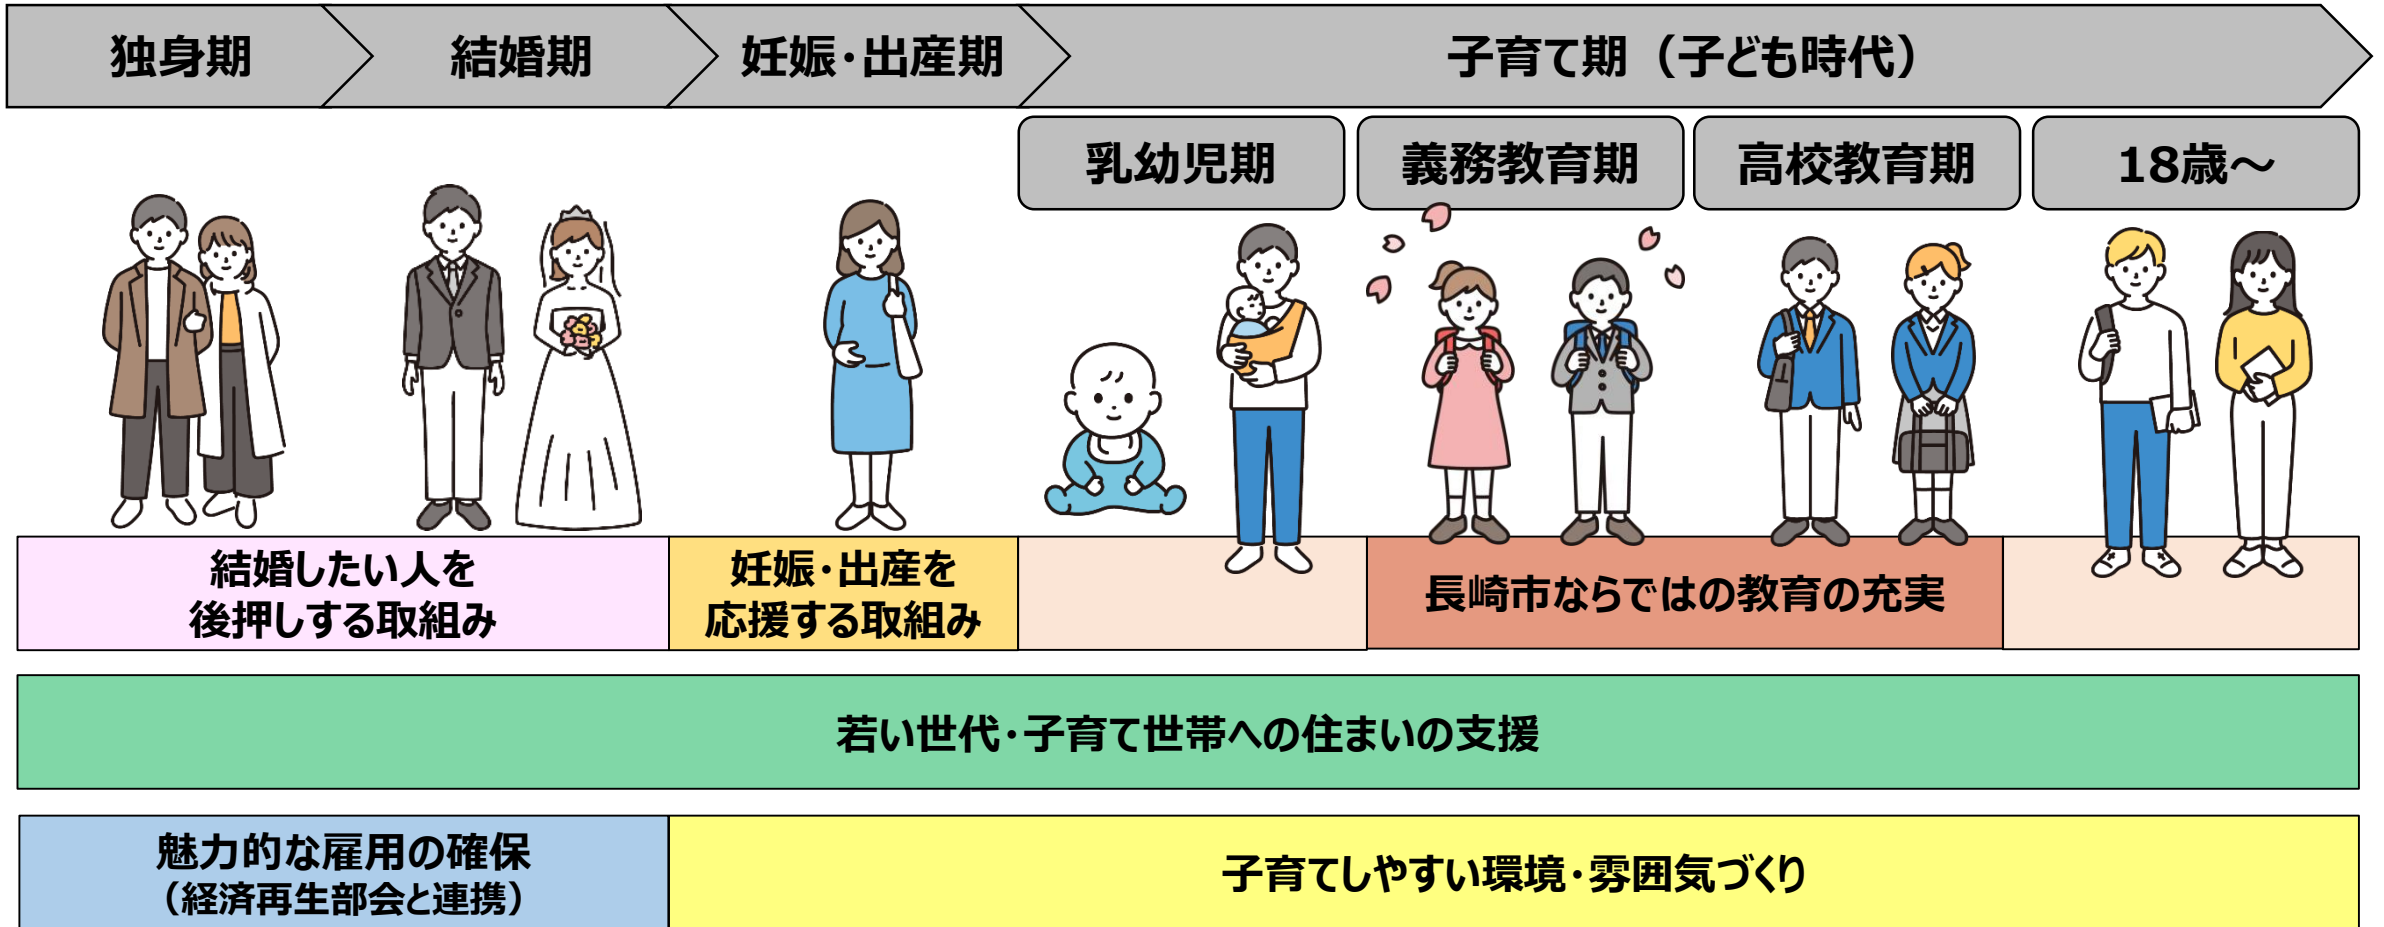 独身期
結婚期
妊娠・出産期
子育て期（子ども時代）
乳幼児期
義務教育期
高校教育期
18歳～
結婚したい人を
後押しする取組み
妊娠・出産を
応援する取組み
長崎市ならではの教育の充実
若い世代・子育て世帯への住まいの支援
魅力的な雇用の確保
（経済再生部会と連携）
子育てしやすい環境・雰囲気づくり